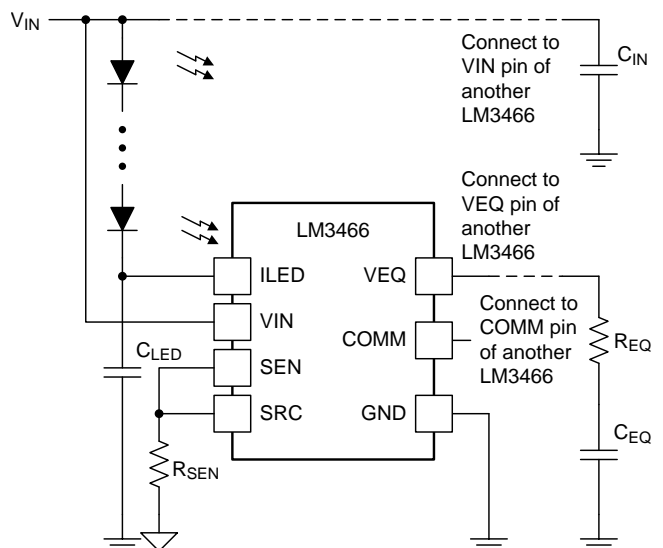 VIN
Connect to
VIN pin of
another
LM3466
CIN
Connect to
VEQ pin of
another
LM3466
LM3466
ILED
VEQ
VIN
COMM
Connect to
COMM pin
of another
LM3466
REQ
CLED
SEN
SRC
GND
RSEN
CEQ